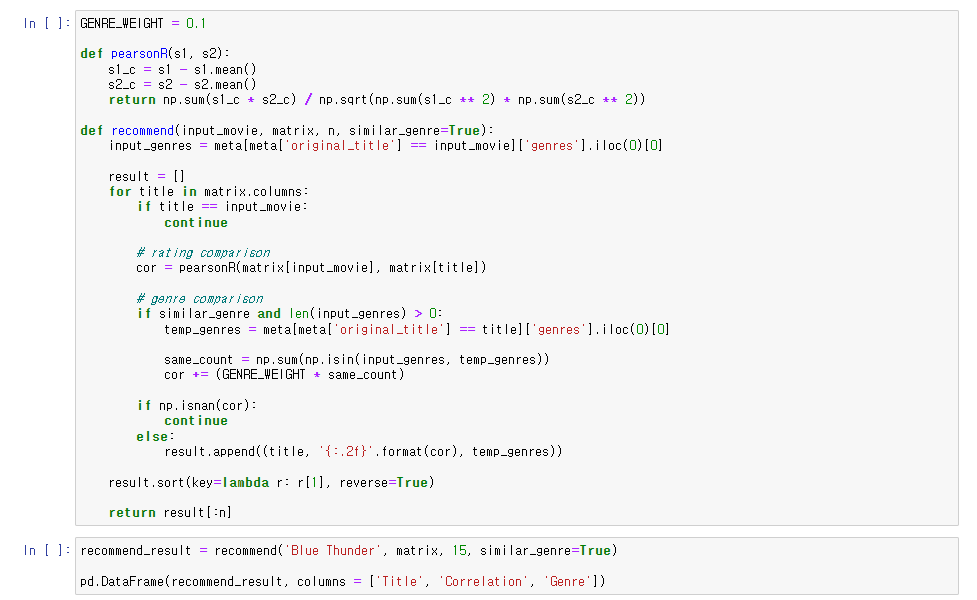 In [ ]: GENRE_WEIGHT = 0.1
def pearsonR(s1, s2):
    s1_c = s1 - s1.mean()
    s2_c = s2 - s2.mean()
    return np.sum(s1_c * s2_c) / np.sqrt(np.sum(s1_c ** 2) * np.sum(s2_c ** 2))
def recommend(input_movie, matrix, n, similar_genre=True):
    input_genres = meta[meta['original_title'] == input_movie]['genres'].iloc(0)[0]
    result = []
    for title in matrix.columns:
        if title == input_movie:
            continue
        # rating comparison
        cor = pearsonR(matrix[input_movie], matrix[title])
        # genre comparison
        if similar_genre and len(input_genres) > 0:
            temp_genres = meta[meta['original_title'] == title]['genres'].iloc(0)[0]
            same_count = np.sum(np.isin(input_genres, temp_genres))
            cor += (GENRE_WEIGHT * same_count)
        if np.isnan(cor):
            continue
        else:
            result.append((title, '{:.2f}'.format(cor), temp_genres))
    result.sort(key=lambda r: r[1], reverse=True)
    return result[:n]
In [ ]: recommend_result = recommend('Blue Thunder', matrix, 15, similar_genre=True)
pd.DataFrame(recommend_result, columns = ['Title', 'Correlation', 'Genre'])